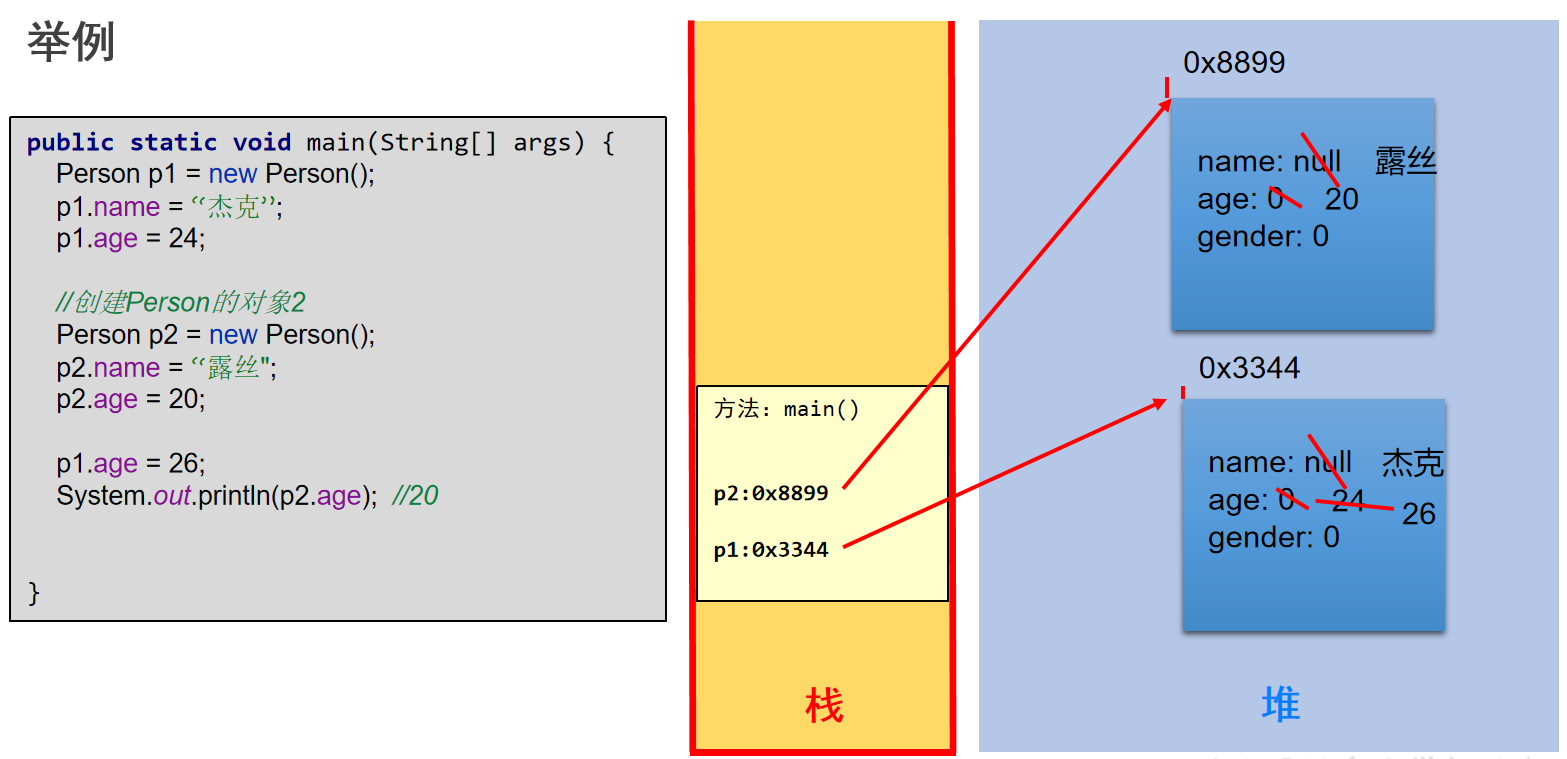 举例
public static void main(String[] args) {
Person p1 = new Person();
p1.name = “杰克”;
p1.age = 24;
//创建Person的对象2
Person p2 = new Person();
p2.name = “露丝";
p2.age = 20;
p1.age = 26;
System.out.println(p2.age); //20
}
方法：main()
p2:0x8899
p1:0x3344
栈
0x8899
name: null 露丝
age: 0 20
gender: 0
0x3344
name: null 杰克
age: 0 24 26
gender: 0
堆